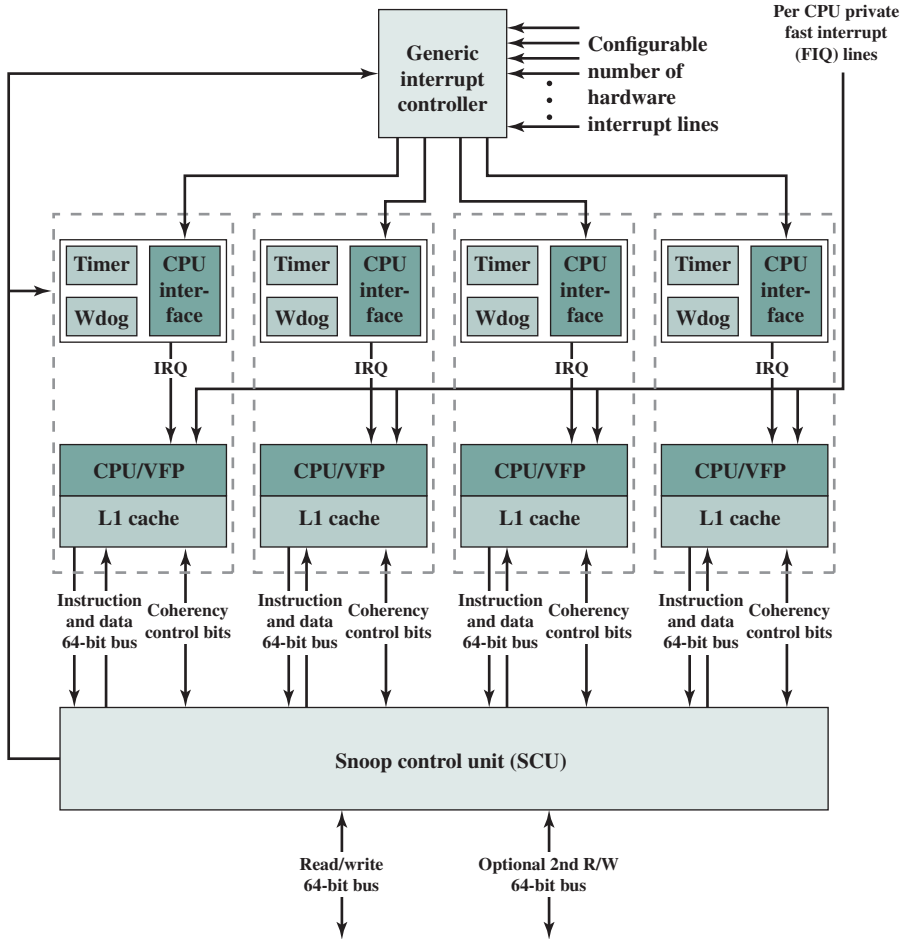 Per CPU private
fast interrupt
(FIQ) lines
Generic
interrupt
controller
Configurable
number of
hardware
interrupt lines
Timer
Wdog
CPU
inter-
face
Timer
Wdog
CPU
inter-
face
Timer
Wdog
CPU
inter-
face
Timer
Wdog
CPU
inter-
face
IRQ
IRQ
IRQ
IRQ
CPU/VFP
L1 cache
CPU/VFP
L1 cache
CPU/VFP
L1 cache
CPU/VFP
L1 cache
Instruction
and data
64-bit bus
Coherency
control bits
Instruction
and data
64-bit bus
Coherency
control bits
Instruction
and data
64-bit bus
Coherency
control bits
Instruction
and data
64-bit bus
Coherency
control bits
Snoop control unit (SCU)
Read/write
64-bit bus
Optional 2nd R/W
64-bit bus